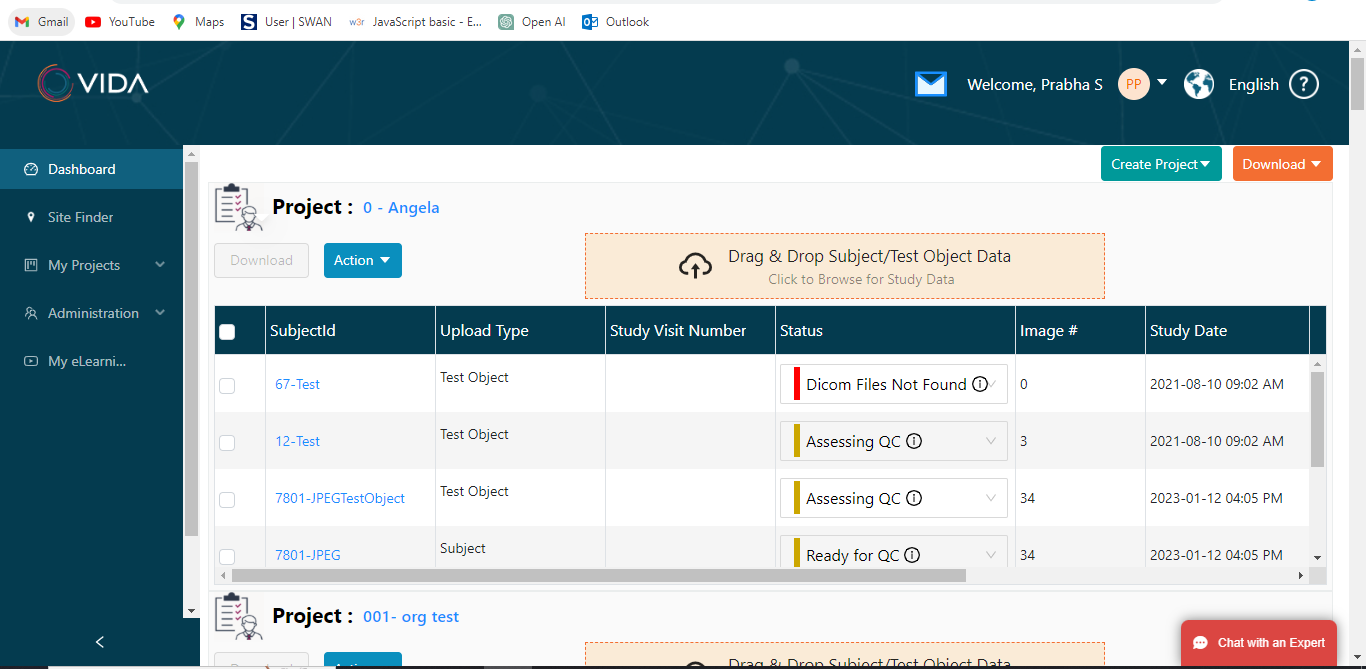 Gmail YouTube Maps User | SWAN JavaScript basic - E... Open AI Outlook
VIDA
Welcome, Prabha S PP English ?
Dashboard
Site Finder
My Projects
Administration
My eLearni...
Create Project Download
Project : 0 - Angela
Download Action
Drag & Drop Subject/Test Object Data
Click to Browse for Study Data
SubjectId Upload Type Study Visit Number Status Image # Study Date
67-Test Test Object Dicom Files Not Found 0 2021-08-10 09:02 AM
12-Test Test Object Assessing QC 3 2021-08-10 09:02 AM
7801-JPEGTestObject Test Object Assessing QC 34 2023-01-12 04:05 PM
7801-JPEG Subject Ready for QC 34 2023-01-12 04:05 PM
Project : 001- org test
Drag & Drop Subject/Test Object Data
Chat with an Expert